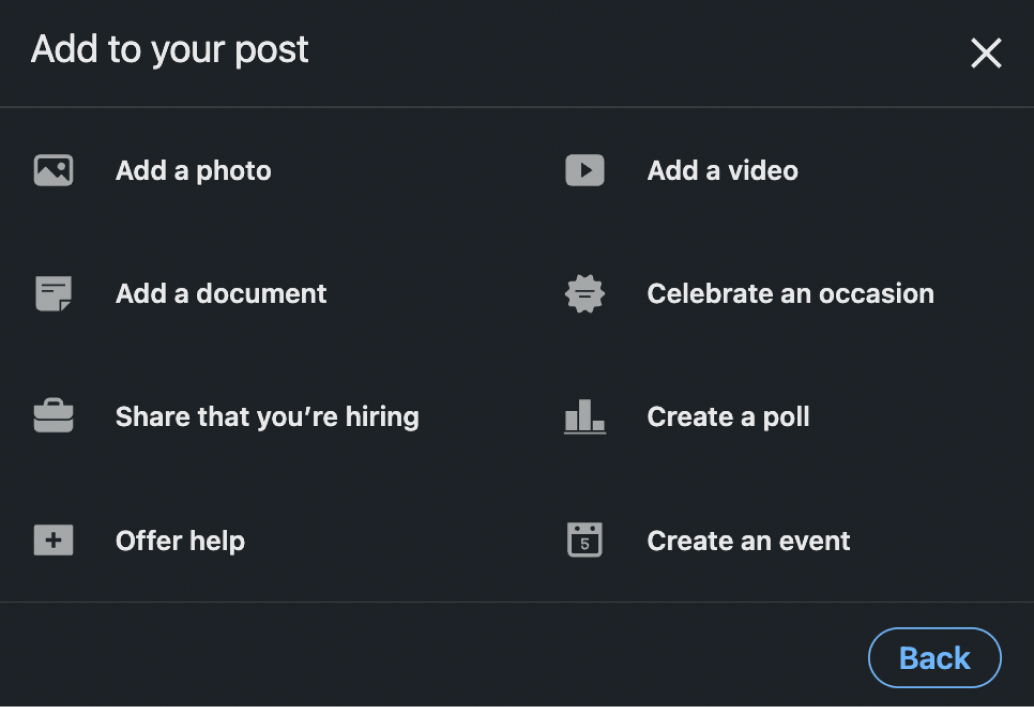 Add to your post
Add a photo
Add a video
Add a document
Celebrate an occasion
Share that you’re hiring
Create a poll
Offer help
5
Create an event
Back